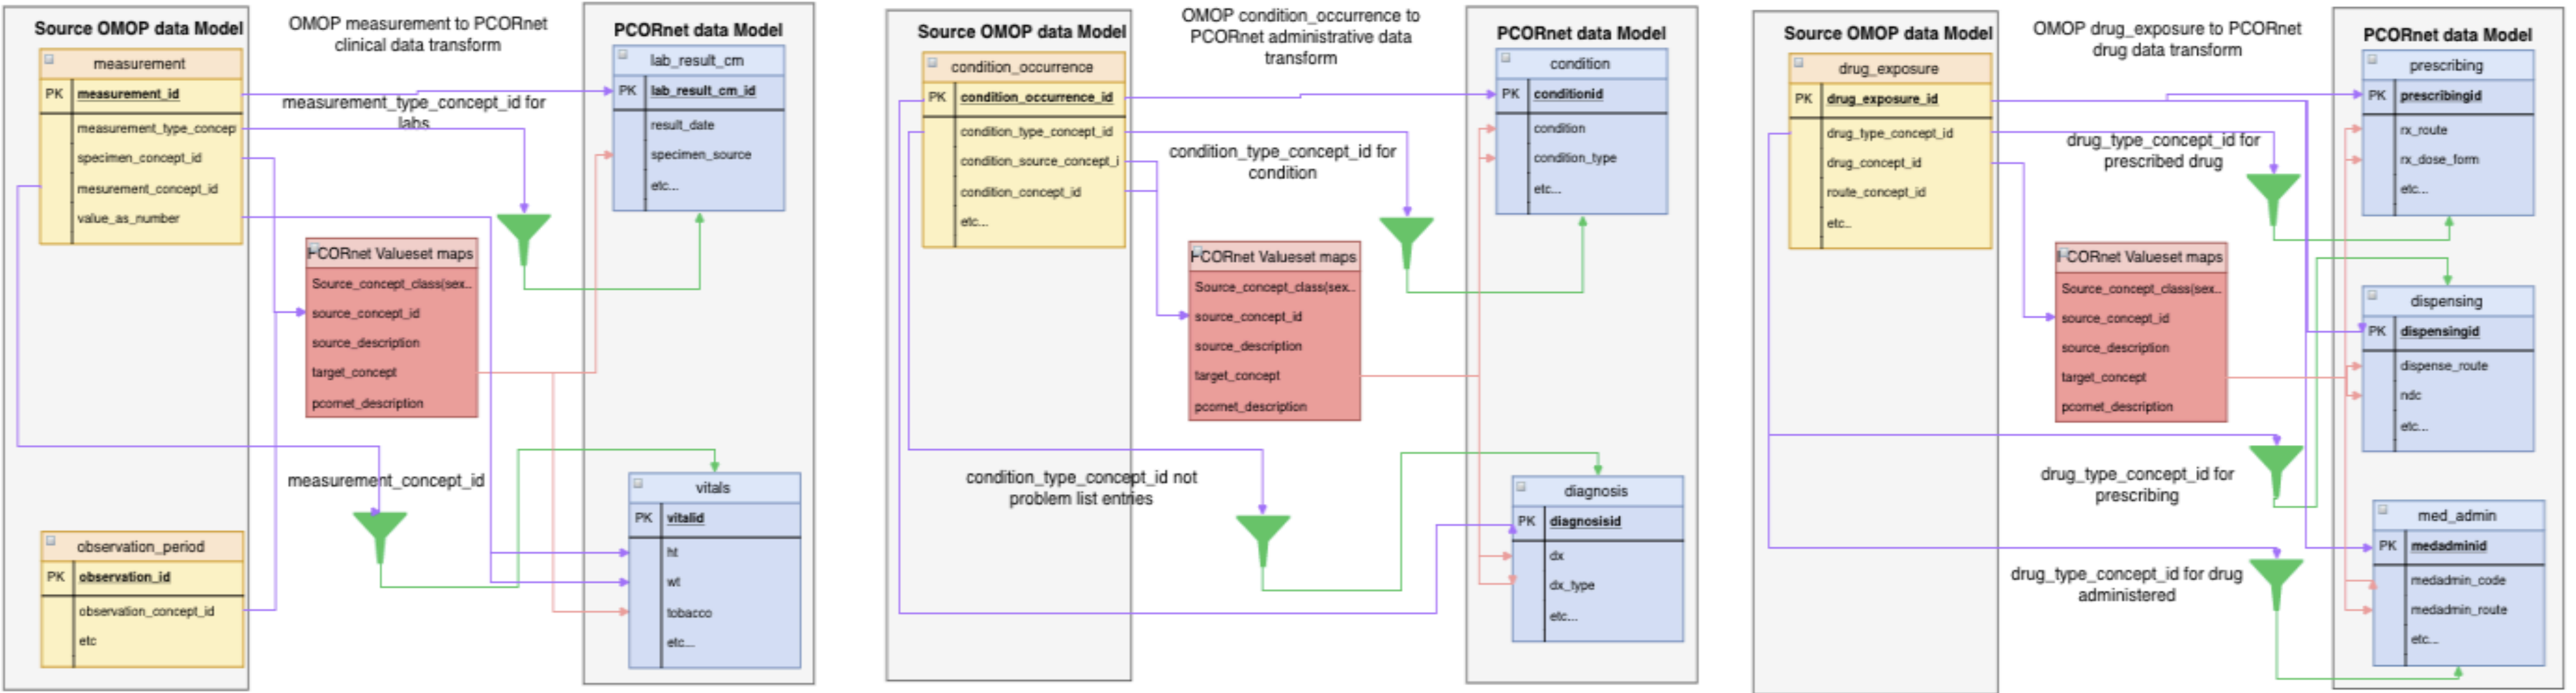 Source OMOP data Model
OMOP measurement to PCORnet
clinical data transform
PCORnet data Model
measurement
PK measurement_id
measurement_type_concep
specimen_concept_id
mesurement_concept_id
value_as_number
measurement_type_concept_id for
labs
lab_result_cm
PK lab_result_cm_id
result_date
specimen_source
etc...
PCORnet Valueset maps
Source_concept_class(sex..
source_concept_id
source_description
target_concept
pcornet_description
measurement_concept_id
observation_period
PK observation_id
observation_concept_id
etc
vitals
PK vitalid
ht
wt
tobacco
etc...
Source OMOP data Model
OMOP condition_occurrence to
PCORnet administrative data
transform
PCORnet data Model
condition_occurrence
PK condition_occurrence_id
condition_type_concept_id
condition_source_concept_i
condition_concept_id
etc...
condition_type_concept_id for
condition
condition
PK conditionid
condition
condition_type
etc...
PCORnet Valueset maps
Source_concept_class(sex..
source_concept_id
source_description
target_concept
pcornet_description
condition_type_concept_id not
problem list entries
diagnosis
PK diagnosisid
dx
dx_type
etc...
Source OMOP data Model
OMOP drug_exposure to PCORnet
drug data transform
PCORnet data Model
drug_exposure
PK drug_exposure_id
drug_type_concept_id
drug_concept_id
route_concept_id
etc..
drug_type_concept_id for
prescribed drug
prescribing
PK prescribingid
rx_route
rx_dose_form
etc...
PCORnet Valueset maps
Source_concept_class(sex..
source_concept_id
source_description
target_concept
pcornet_description
dispensing
PK dispensingid
dispense_route
ndc
etc...
drug_type_concept_id for
prescribing
drug_type_concept_id for drug
administered
med_admin
PK medadminid
medadmin_code
medadmin_route
etc...